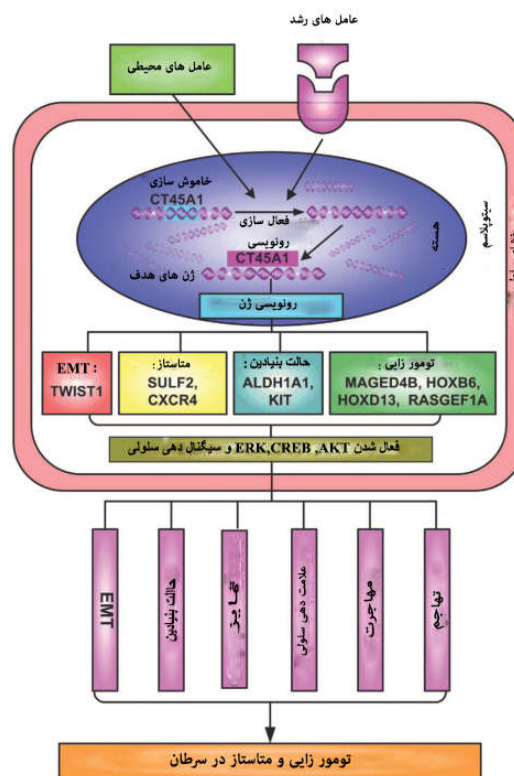 عامل های رشد
عامل های محیطی
خاموش سازی
CT45A1
فعال سازی
رونویسی
CT45A1
ژن های هدف
هسته
سیتوپلاسم
رونویسی ژن
EMT :
TWIST1
متاستاز :
SULF2,
CXCR4
حالت بنیادین :
ALDH1A1,
KIT
تومور زایی :
MAGED4B, HOXB6,
HOXD13, RASGEF1A
فعال شدن ERK,CREB ,AKT و سیگنال دهی سلولی
EMT
حاالت بنیادین
تمایز
علامت دهی سلولی
مهاجرت
تهاجم
تومور زایی و متاستاز در سرطان